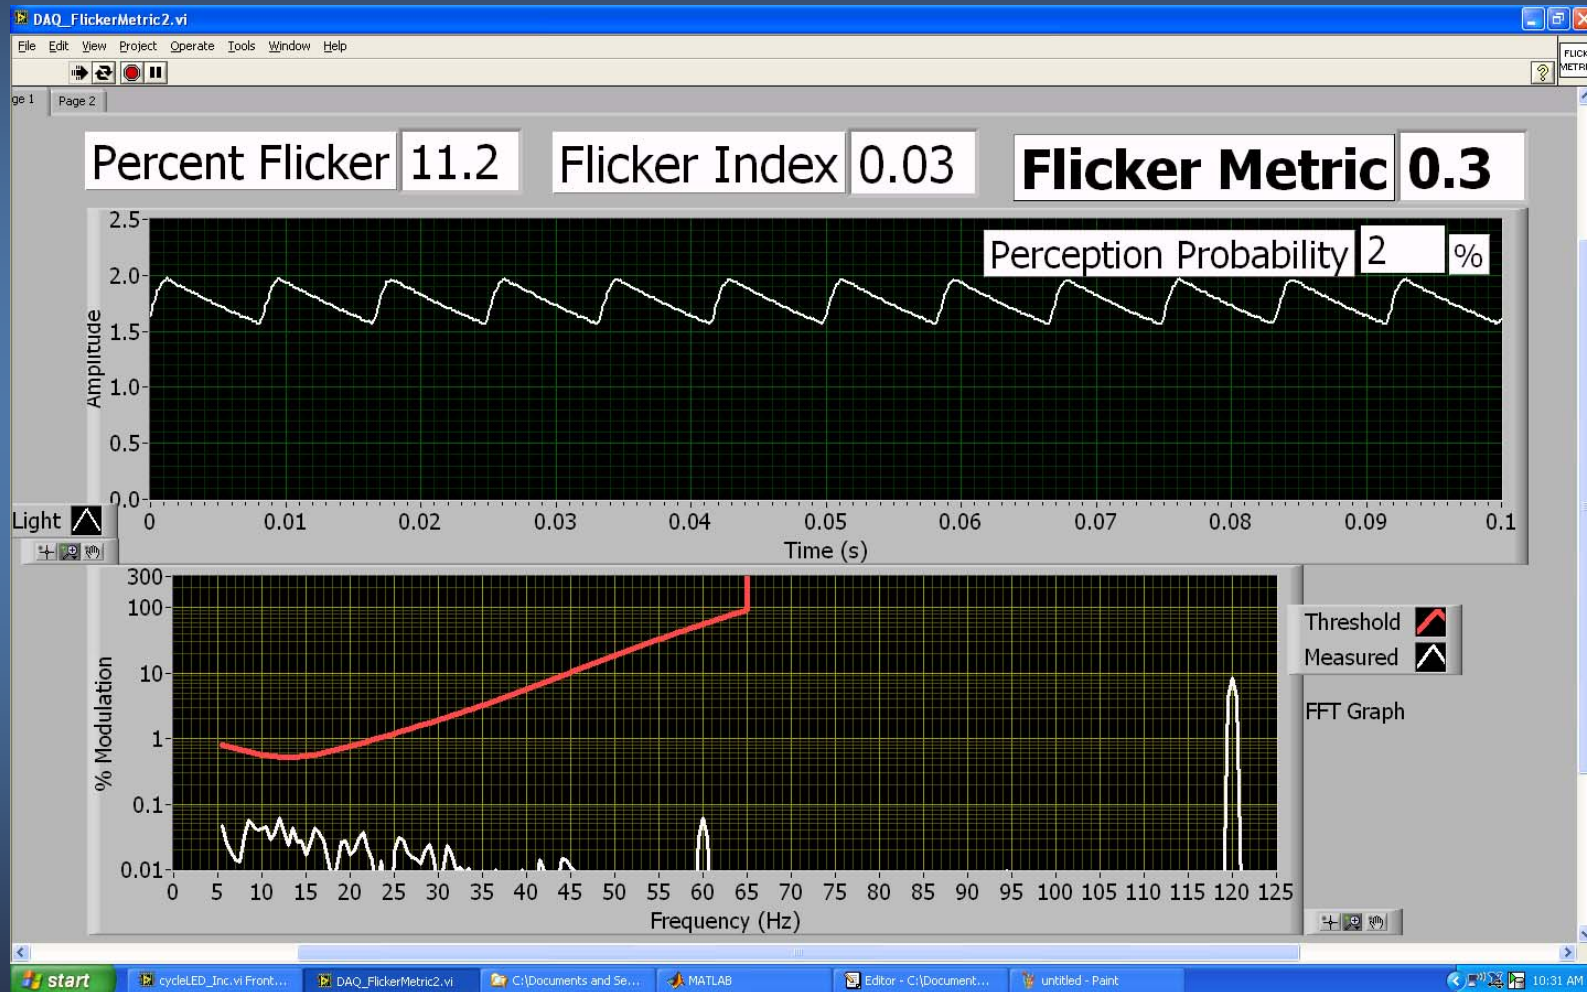 DAQ_FlickerMetric2.vi
File Edit View Project Operate Tools Window Help
FLICK
METRI
ge 1 Page 2
Percent Flicker 11.2 Flicker Index 0.03 Flicker Metric 0.3
Perception Probability 2 %
2.5
2.0
1.5
1.0
0.5
0.0
Amplitude
0 0.01 0.02 0.03 0.04 0.05 0.06 0.07 0.08 0.09 0.1
Time (s)
Light
300
100
10
1
0.1
0.01
% Modulation
0 5 10 15 20 25 30 35 40 45 50 55 60 65 70 75 80 85 90 95 100 105 110 115 120 125
Frequency (Hz)
Threshold
Measured
FFT Graph
start cycleLED_Inc.vi Front... DAQ_FlickerMetric2.vi C:\Documents and Se... MATLAB Editor - C:\Document... untitled - Paint 10:31 AM